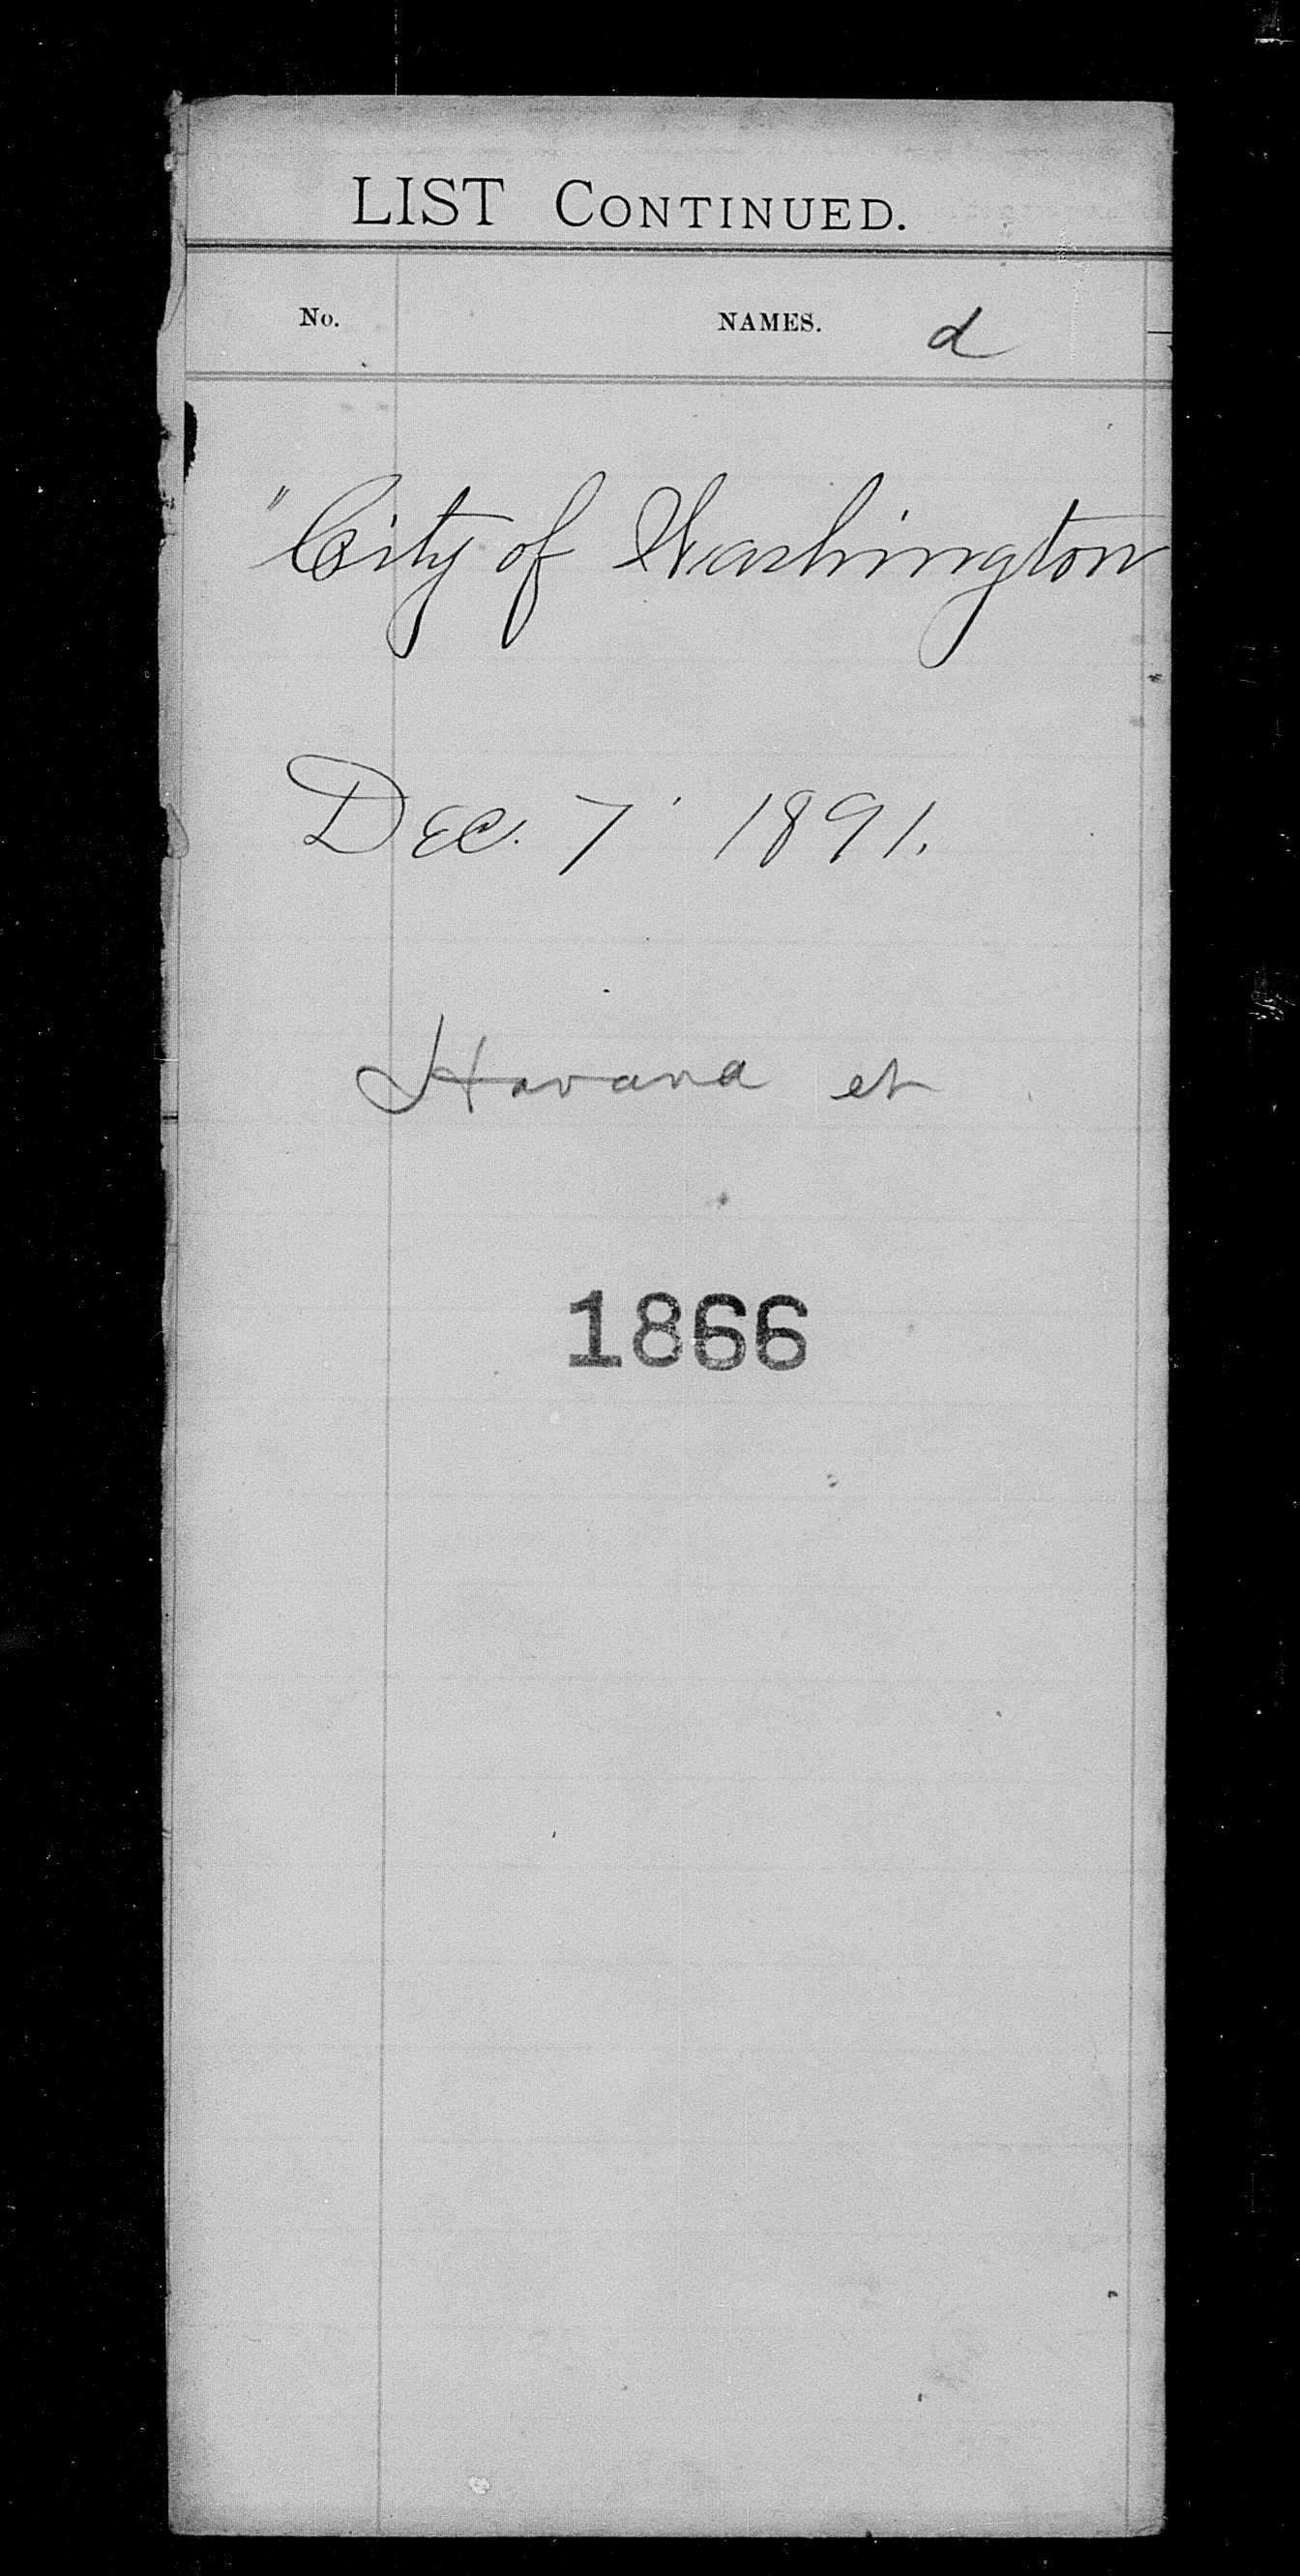 LIST CONTINUED.
No. NAMES. d
"City of Washington
Dec. 7 1891.
Havana et
1866